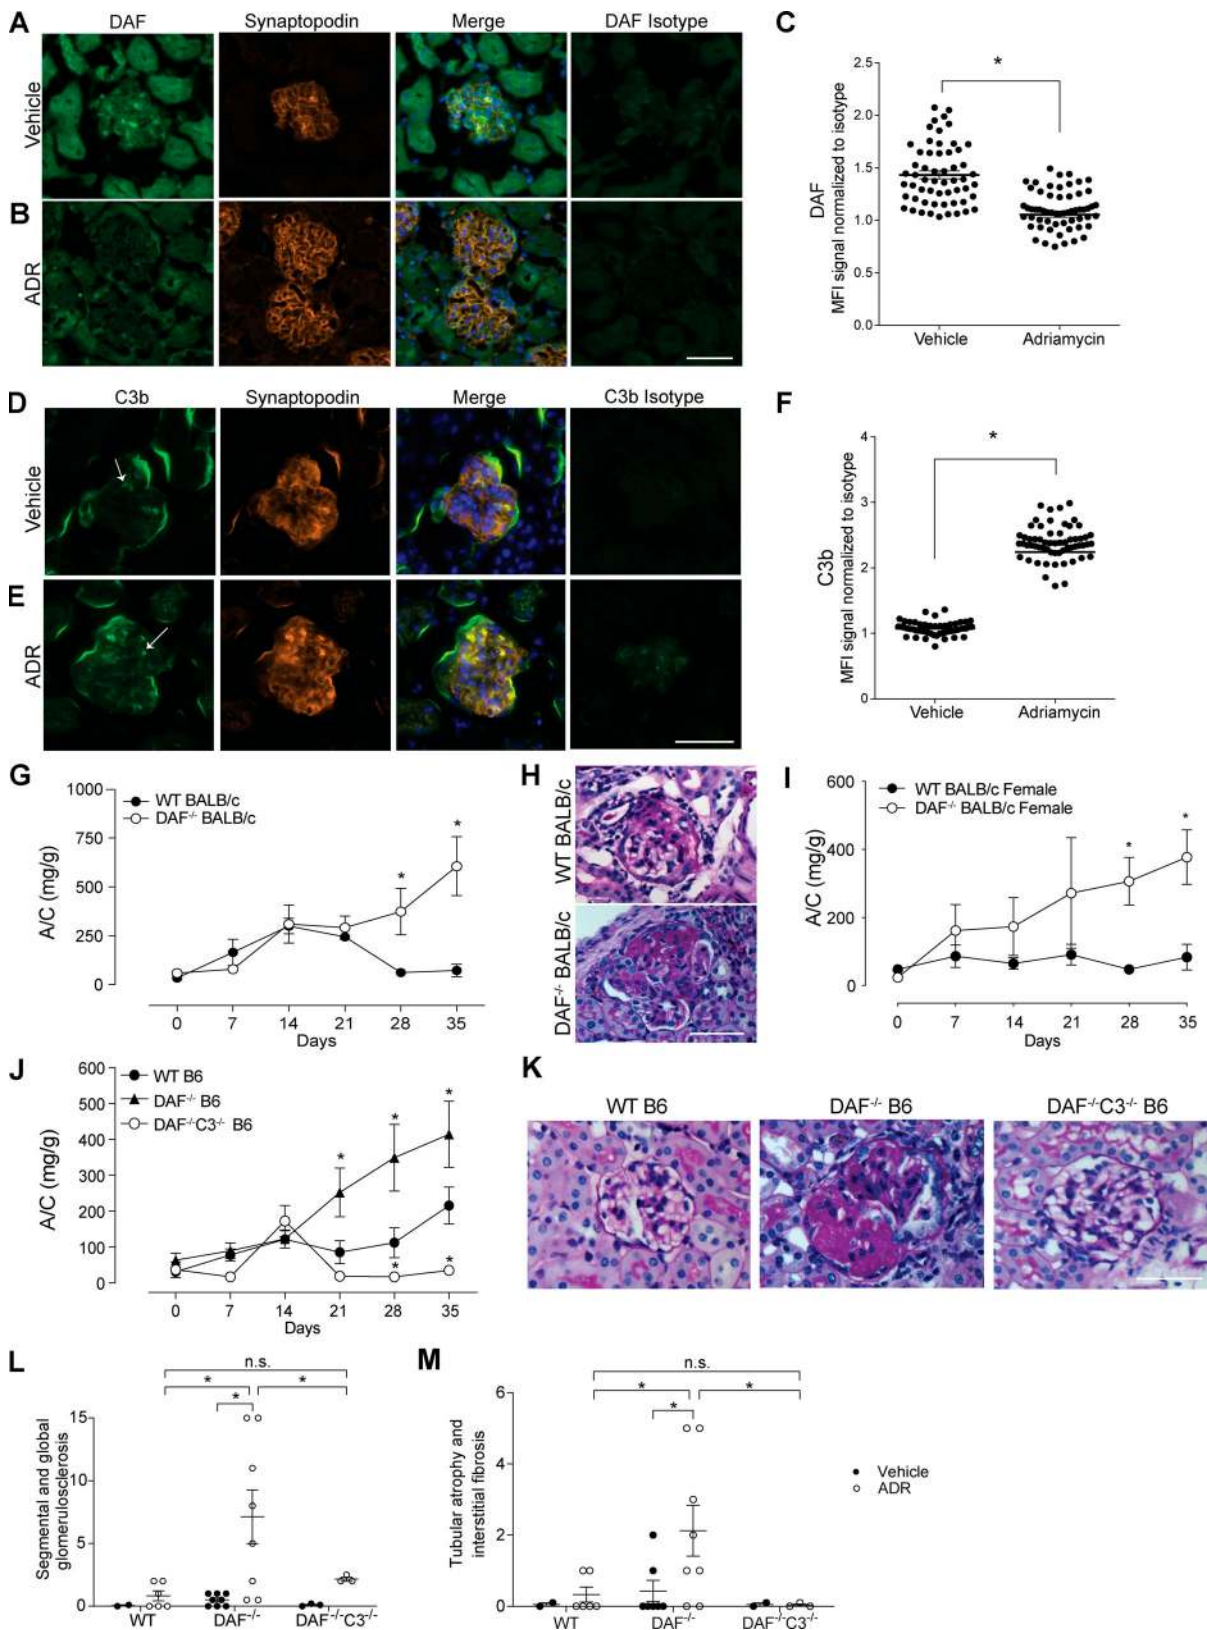 A
DAF
Synaptopodin
Merge
DAF Isotype
Vehicle
B
ADR
C
*
2.5
2.0
1.5
1.0
0.5
0.0
DAF
MFI signal normalized to isotype
Vehicle
Adriamycin
D
C3b
Synaptopodin
Merge
C3b Isotype
Vehicle
E
ADR
F
*
4
3
2
1
0
C3b
MFI signal normalized to isotype
Vehicle
Adriamycin
G
WT BALB/c
DAF-/- BALB/c
1000
750
500
250
0
A/C (mg/g)
* *
0 7 14 21 28 35
Days
H
WT BALB/c
DAF-/- BALB/c
I
WT BALB/c Female
DAF-/- BALB/c Female
600
400
200
0
A/C (mg/g)
* *
0 7 14 21 28 35
Days
J
WT B6
DAF-/- B6
DAF-/-C3-/- B6
600
500
400
300
200
100
0
A/C (mg/g)
* * *
* *
0 7 14 21 28 35
Days
K
WT B6
DAF-/- B6
DAF-/-C3-/- B6
L
n.s.
* *
*
15
10
5
0
Segmental and global
glomerulosclerosis
WT DAF-/- DAF-/-C3-/-
M
n.s.
* *
*
6
4
2
0
Tubular atrophy and
interstitial fibrosis
WT DAF-/- DAF-/-C3-/-
Vehicle
ADR